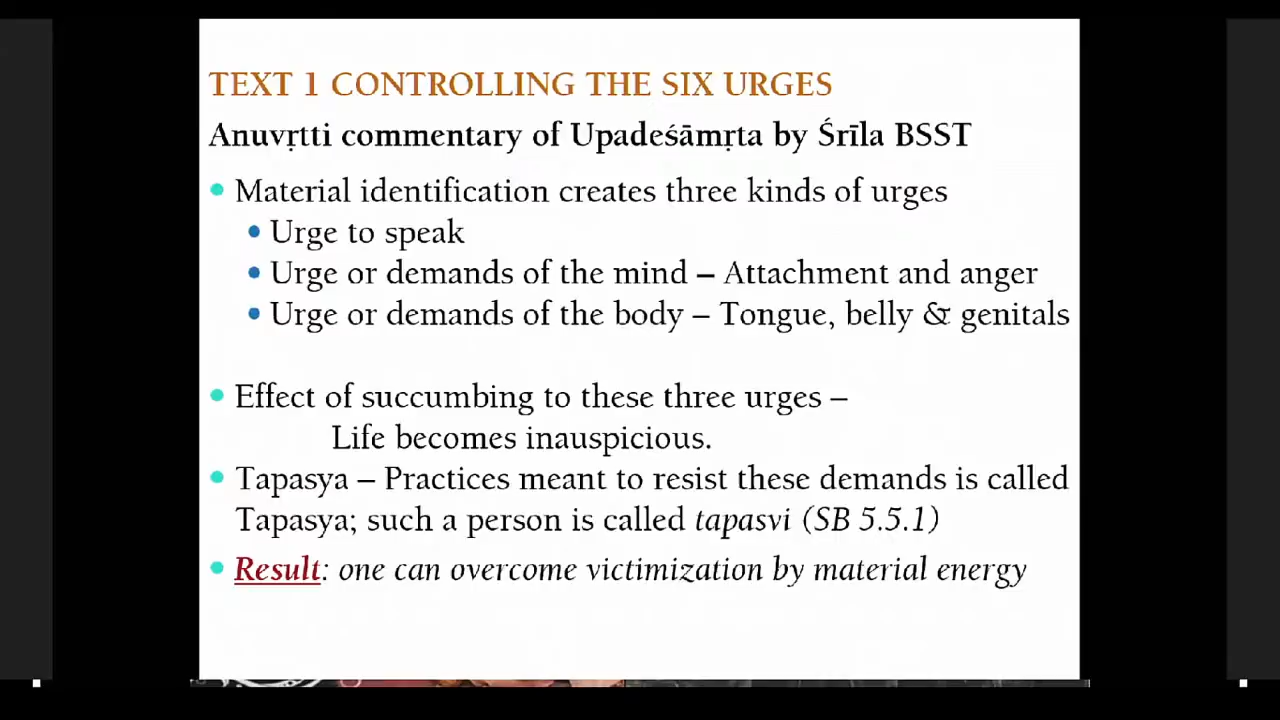 TEXT 1 CONTROLLING THE SIX URGES
Anuvṛtti commentary of Upadeśāmṛta by Śrīla BSST
• Material identification creates three kinds of urges
• Urge to speak
• Urge or demands of the mind – Attachment and anger
• Urge or demands of the body – Tongue, belly & genitals
• Effect of succumbing to these three urges –
Life becomes inauspicious.
• Tapasya – Practices meant to resist these demands is called
Tapasya; such a person is called tapasvi (SB 5.5.1)
• Result: one can overcome victimization by material energy